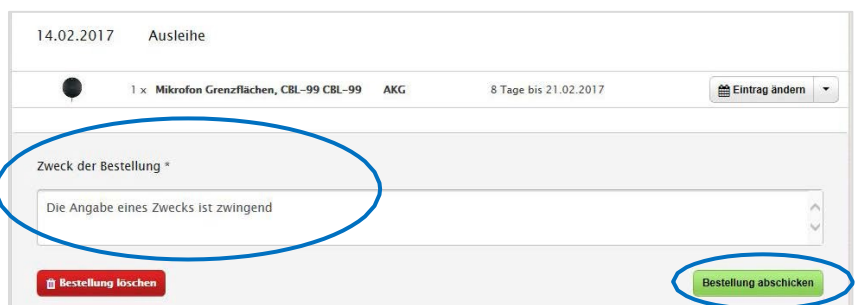 14.02.2017 Ausleihe
1 x Mikrofon Grenzflächen, CBL-99 CBL-99 AKG 8 Tage bis 21.02.2017 Eintrag ändern
Zweck der Bestellung *
Die Angabe eines Zwecks ist zwingend
Bestellung löschen Bestellung abschicken